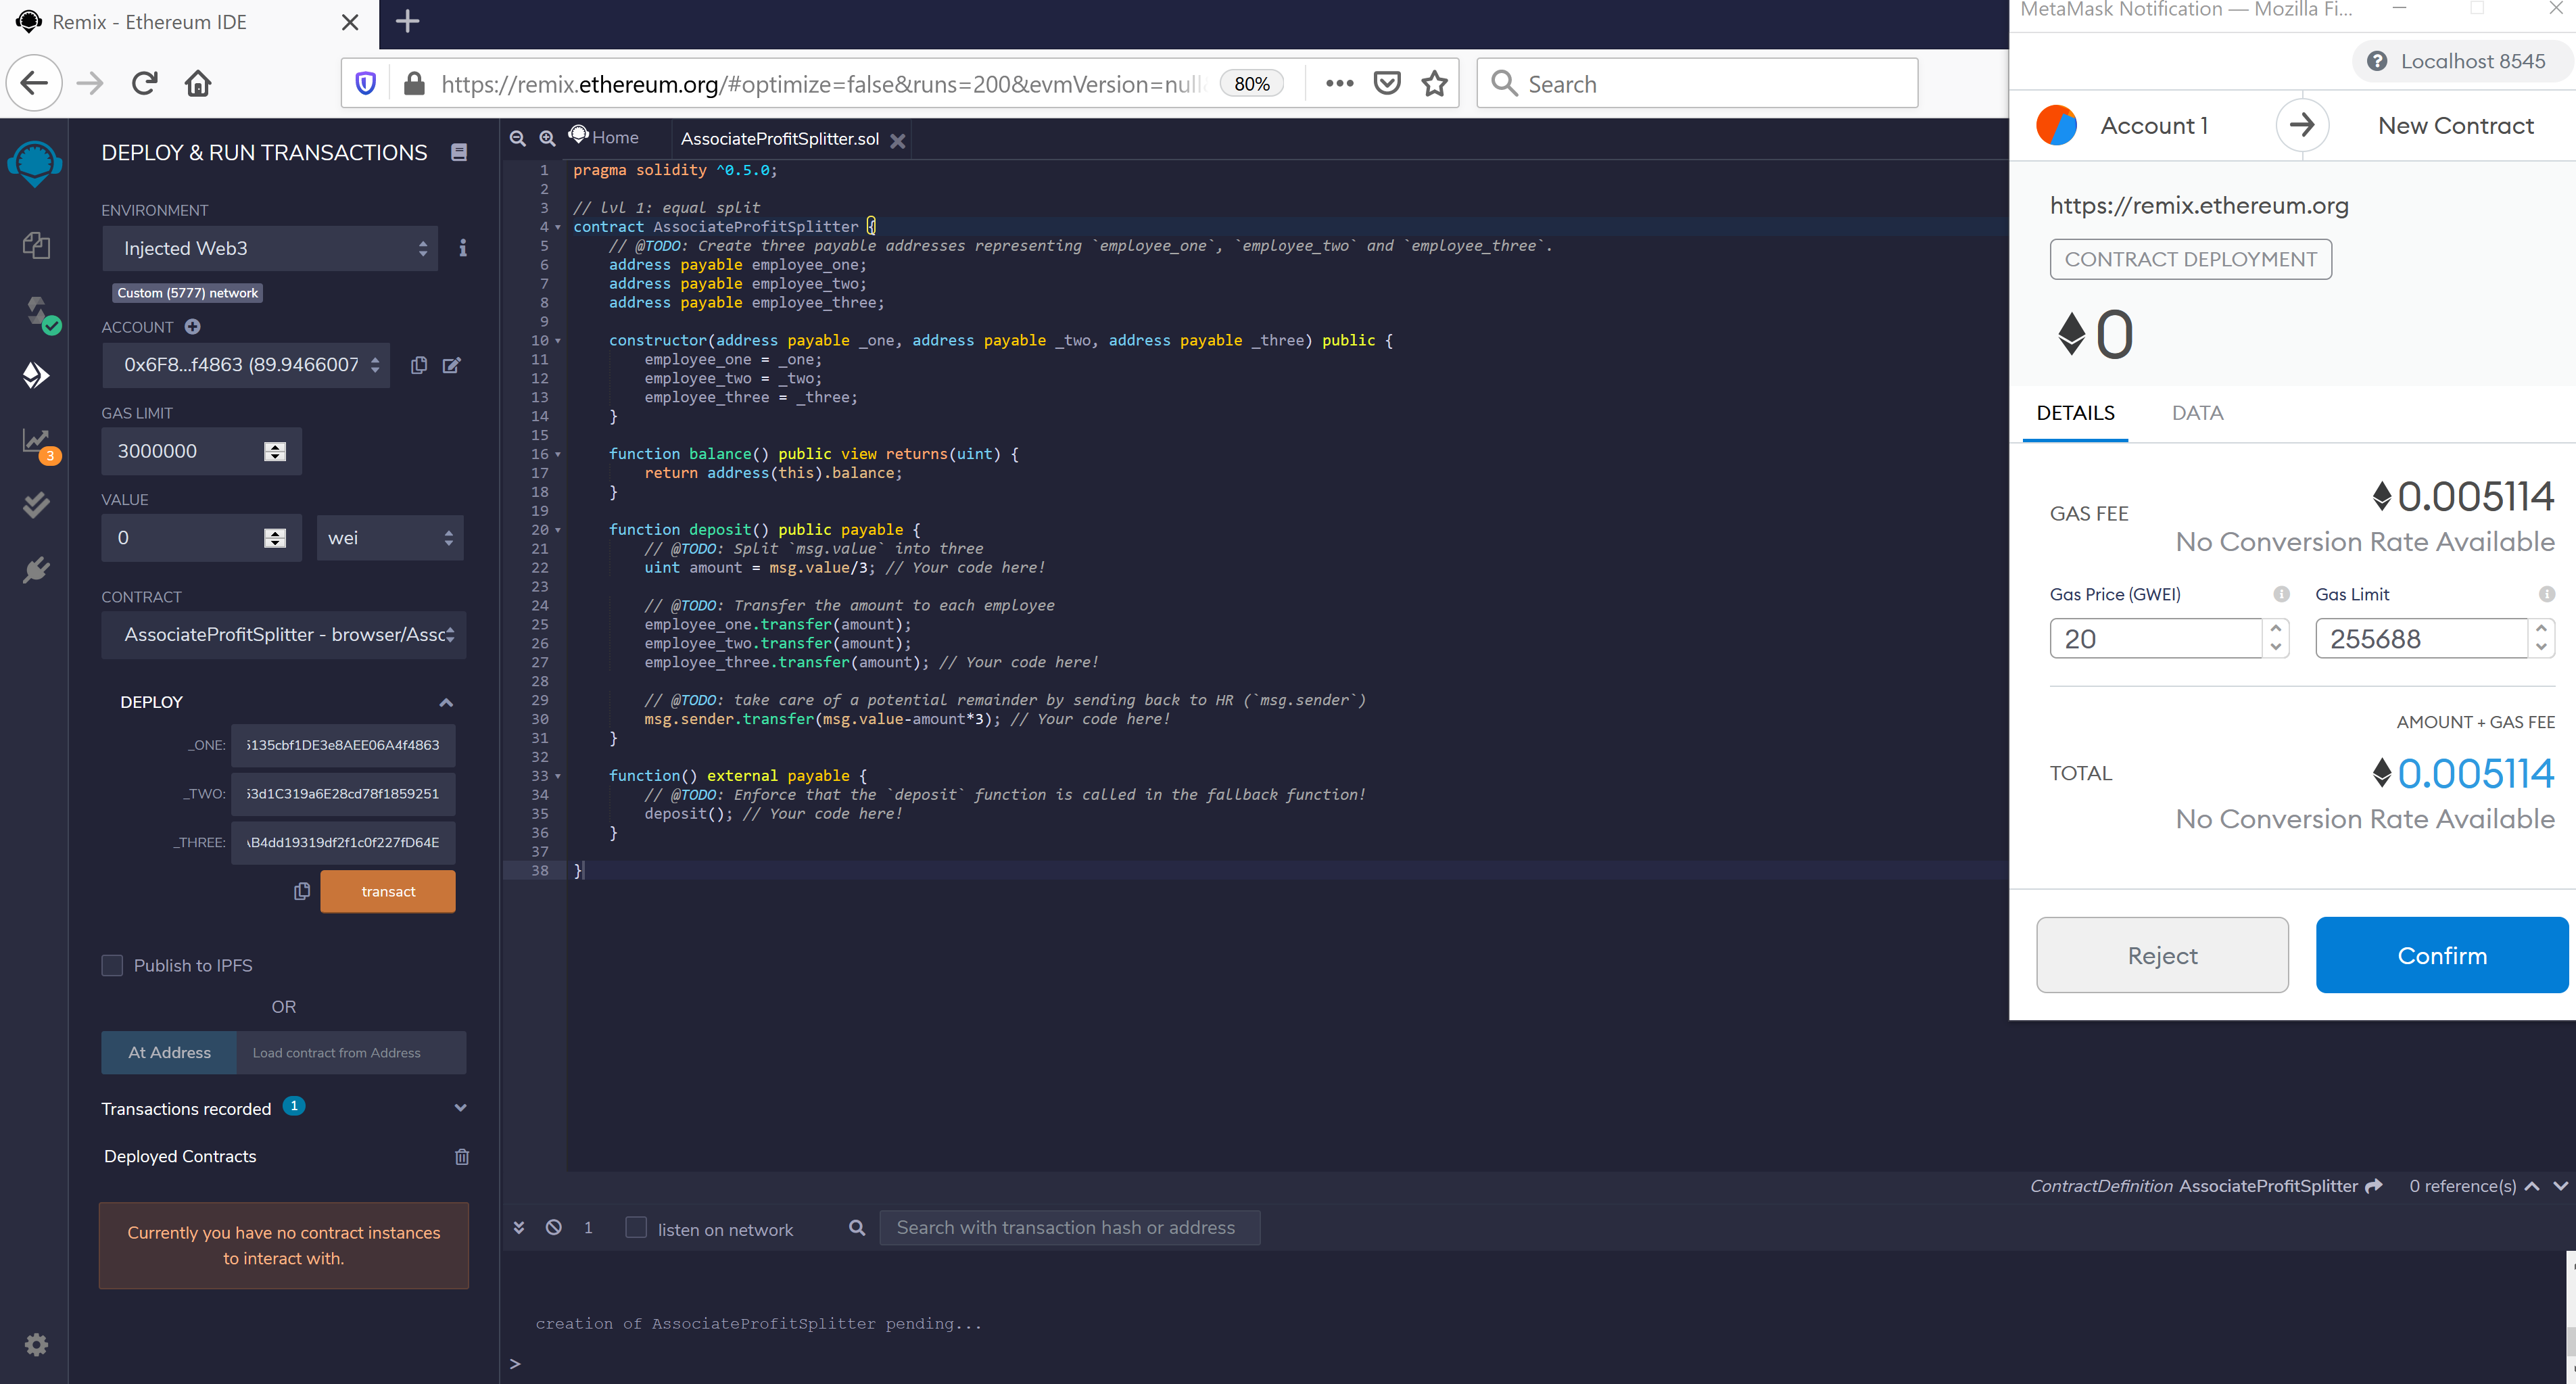 Remix - Ethereum IDE
https://remix.ethereum.org/#optimize=false&runs=200&evmVersion=null
80%
Search
DEPLOY & RUN TRANSACTIONS
ENVIRONMENT
Injected Web3
Custom (5777) network
ACCOUNT
0x6F8...f4863 (89.9466007
GAS LIMIT
3000000
VALUE
0
wei
CONTRACT
AssociateProfitSplitter - browser/Assc
DEPLOY
_ONE:
5135cbf1DE3e8AEE06A4f4863
_TWO:
53d1C319a6E28cd78f1859251
_THREE:
AB4dd19319df2f1c0f227fD64E
transact
Publish to IPFS
OR
At Address
Load contract from Address
Transactions recorded 1
Deployed Contracts
Currently you have no contract instances
to interact with.
3
Home
AssociateProfitSplitter.sol
1 pragma solidity ^0.5.0;
2
3 // lvl 1: equal split
4 contract AssociateProfitSplitter {
5 // @TODO: Create three payable addresses representing `employee_one`, `employee_two` and `employee_three`.
6 address payable employee_one;
7 address payable employee_two;
8 address payable employee_three;
9
10 constructor(address payable _one, address payable _two, address payable _three) public {
11 employee_one = _one;
12 employee_two = _two;
13 employee_three = _three;
14 }
15
16 function balance() public view returns(uint) {
17 return address(this).balance;
18 }
19
20 function deposit() public payable {
21 // @TODO: Split `msg.value` into three
22 uint amount = msg.value/3; // Your code here!
23
24 // @TODO: Transfer the amount to each employee
25 employee_one.transfer(amount);
26 employee_two.transfer(amount);
27 employee_three.transfer(amount); // Your code here!
28
29 // @TODO: take care of a potential remainder by sending back to HR (`msg.sender`)
30 msg.sender.transfer(msg.value-amount*3); // Your code here!
31 }
32
33 function() external payable {
34 // @TODO: Enforce that the `deposit` function is called in the fallback function!
35 deposit(); // Your code here!
36 }
37
38 }
ContractDefinition AssociateProfitSplitter 0 reference(s)
1
listen on network
Search with transaction hash or address
creation of AssociateProfitSplitter pending...
>
MetaMask Notification — Mozilla Fi...
Localhost 8545
Account 1
New Contract
https://remix.ethereum.org
CONTRACT DEPLOYMENT
0
DETAILS
DATA
GAS FEE
0.005114
No Conversion Rate Available
Gas Price (GWEI)
Gas Limit
20
255688
AMOUNT + GAS FEE
TOTAL
0.005114
No Conversion Rate Available
Reject
Confirm